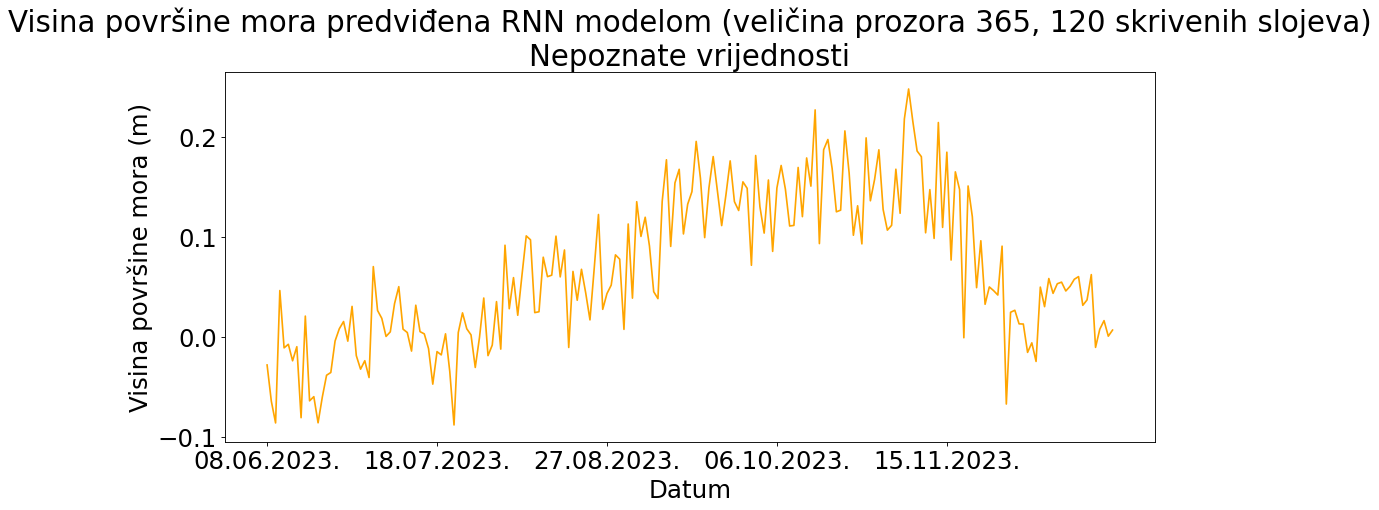 Visina površine mora predviđena RNN modelom (veličina prozora 365, 120 skrivenih slojeva)
Nepoznate vrijednosti
Visina površine mora (m)
0.2
0.1
0.0
−0.1
08.06.2023. 18.07.2023. 27.08.2023. 06.10.2023. 15.11.2023.
Datum